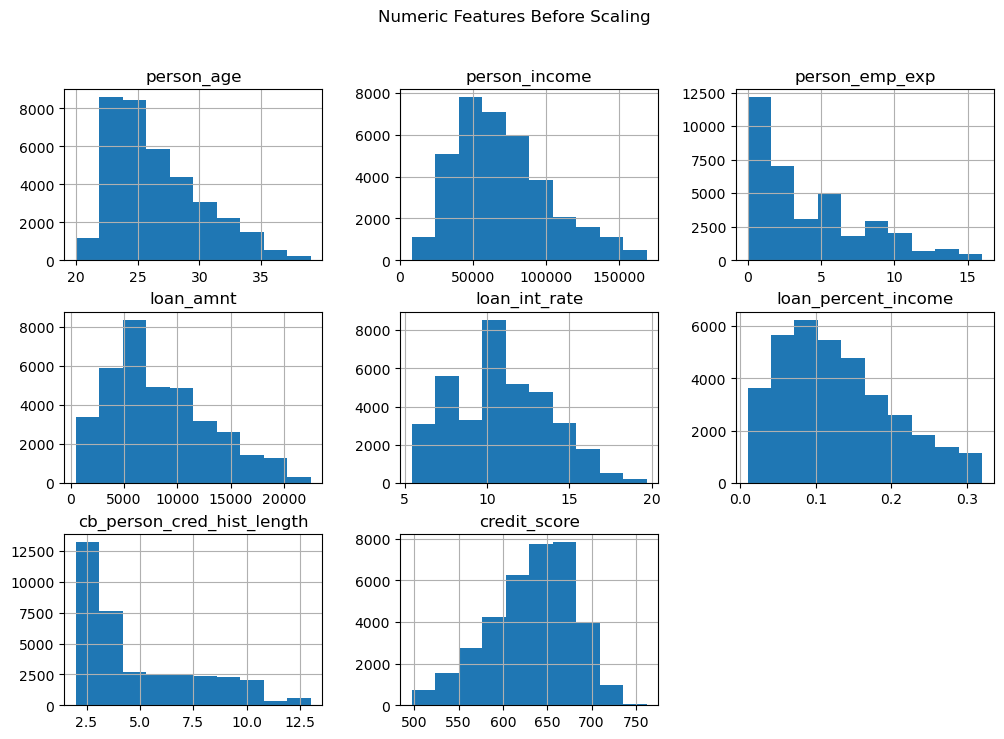 Numeric Features Before Scaling
person_age
person_income
person_emp_exp
8000
6000
4000
2000
0
20 25 30 35
8000
6000
4000
2000
0
0 50000 100000 150000
12500
10000
7500
5000
2500
0
0 5 10 15
loan_amnt
loan_int_rate
loan_percent_income
8000
6000
4000
2000
0
0 5000 10000 15000 20000
8000
6000
4000
2000
0
5 10 15 20
6000
4000
2000
0
0.0 0.1 0.2 0.3
cb_person_cred_hist_length
credit_score
12500
10000
7500
5000
2500
0
2.5 5.0 7.5 10.0 12.5
8000
6000
4000
2000
0
500 550 600 650 700 750